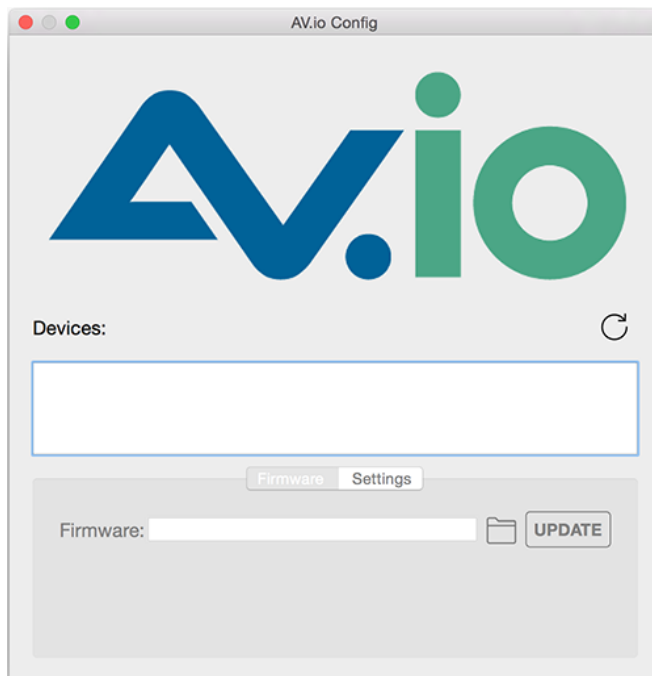 AV.io Config
AV.io
Devices:
Firmware Settings
Firmware: UPDATE